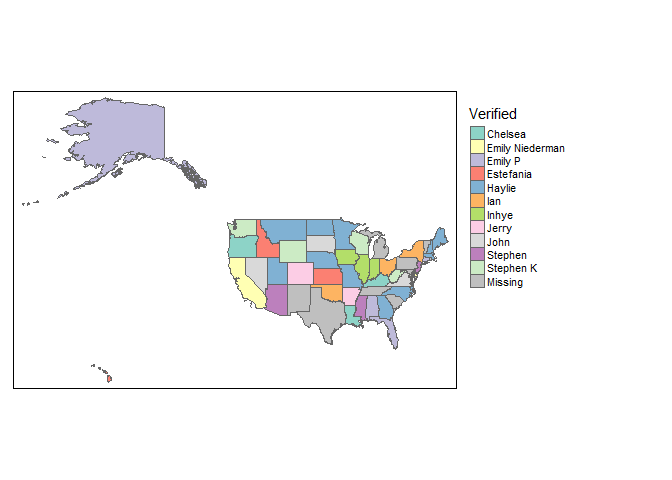 Verified
Chelsea
Emily Niederman
Emily P
Estefania
Haylie
Ian
Inhye
Jerry
John
Stephen
Stephen K
Missing